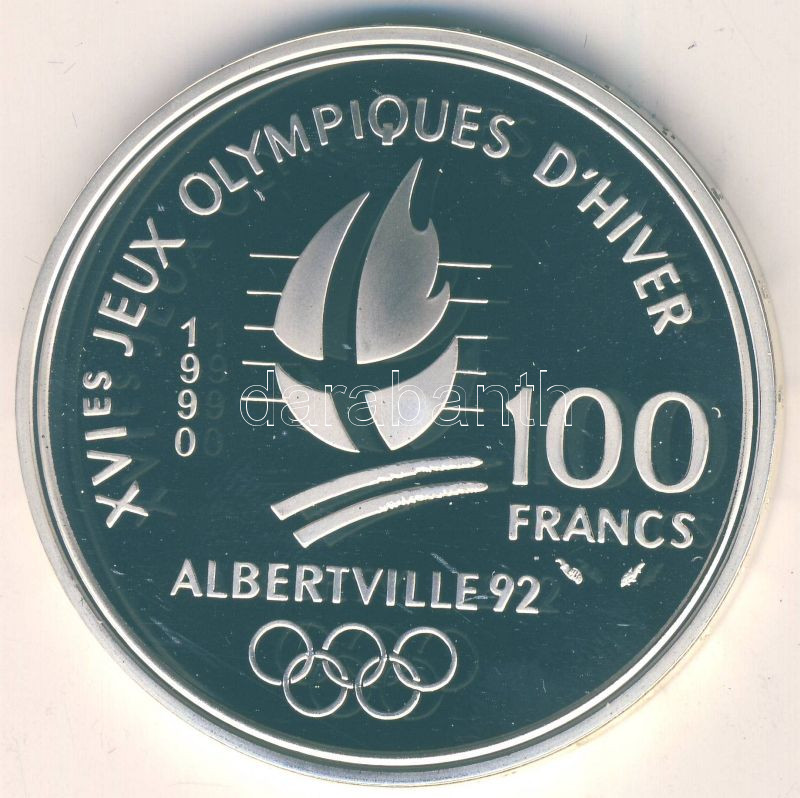 XVIES JEUX OLYMPIQUES D'HIVER
1990
darabanth
100
FRANCS
ALBERTVILLE 92